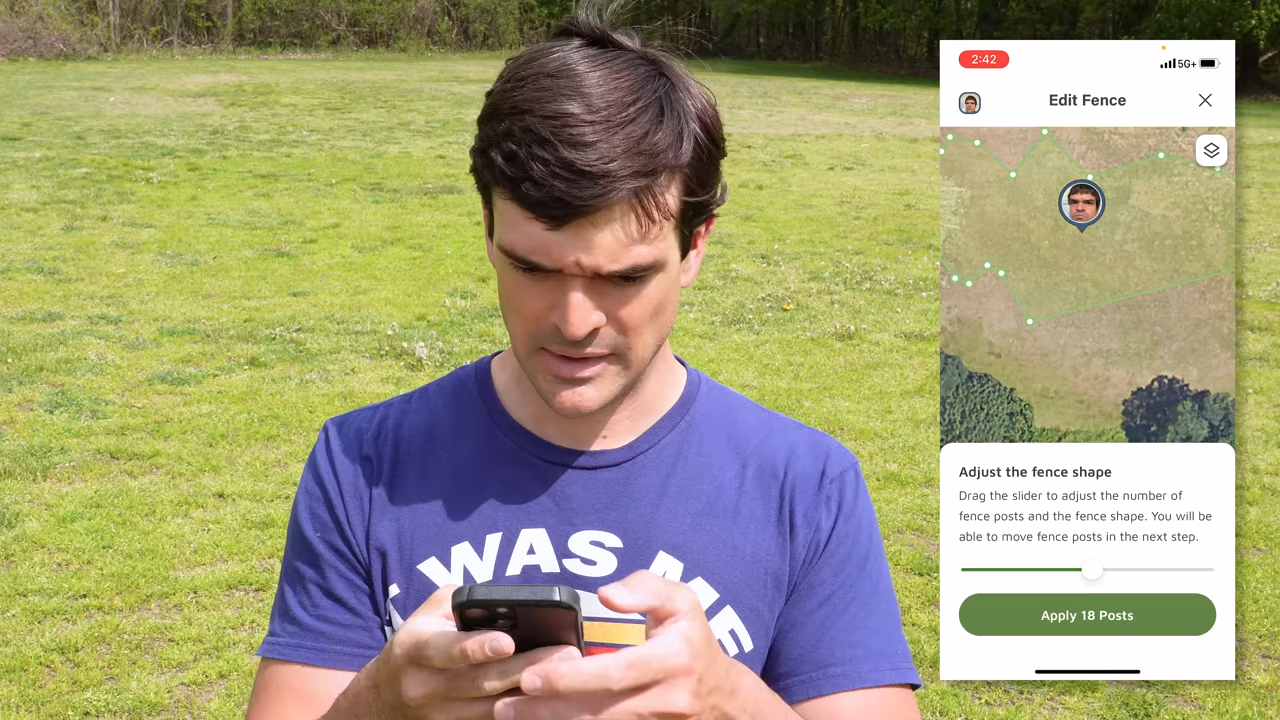 WAS ME
2:42
5G+
Edit Fence
Adjust the fence shape
Drag the slider to adjust the number of
fence posts and the fence shape. You will be
able to move fence posts in the next step.
Apply 18 Posts